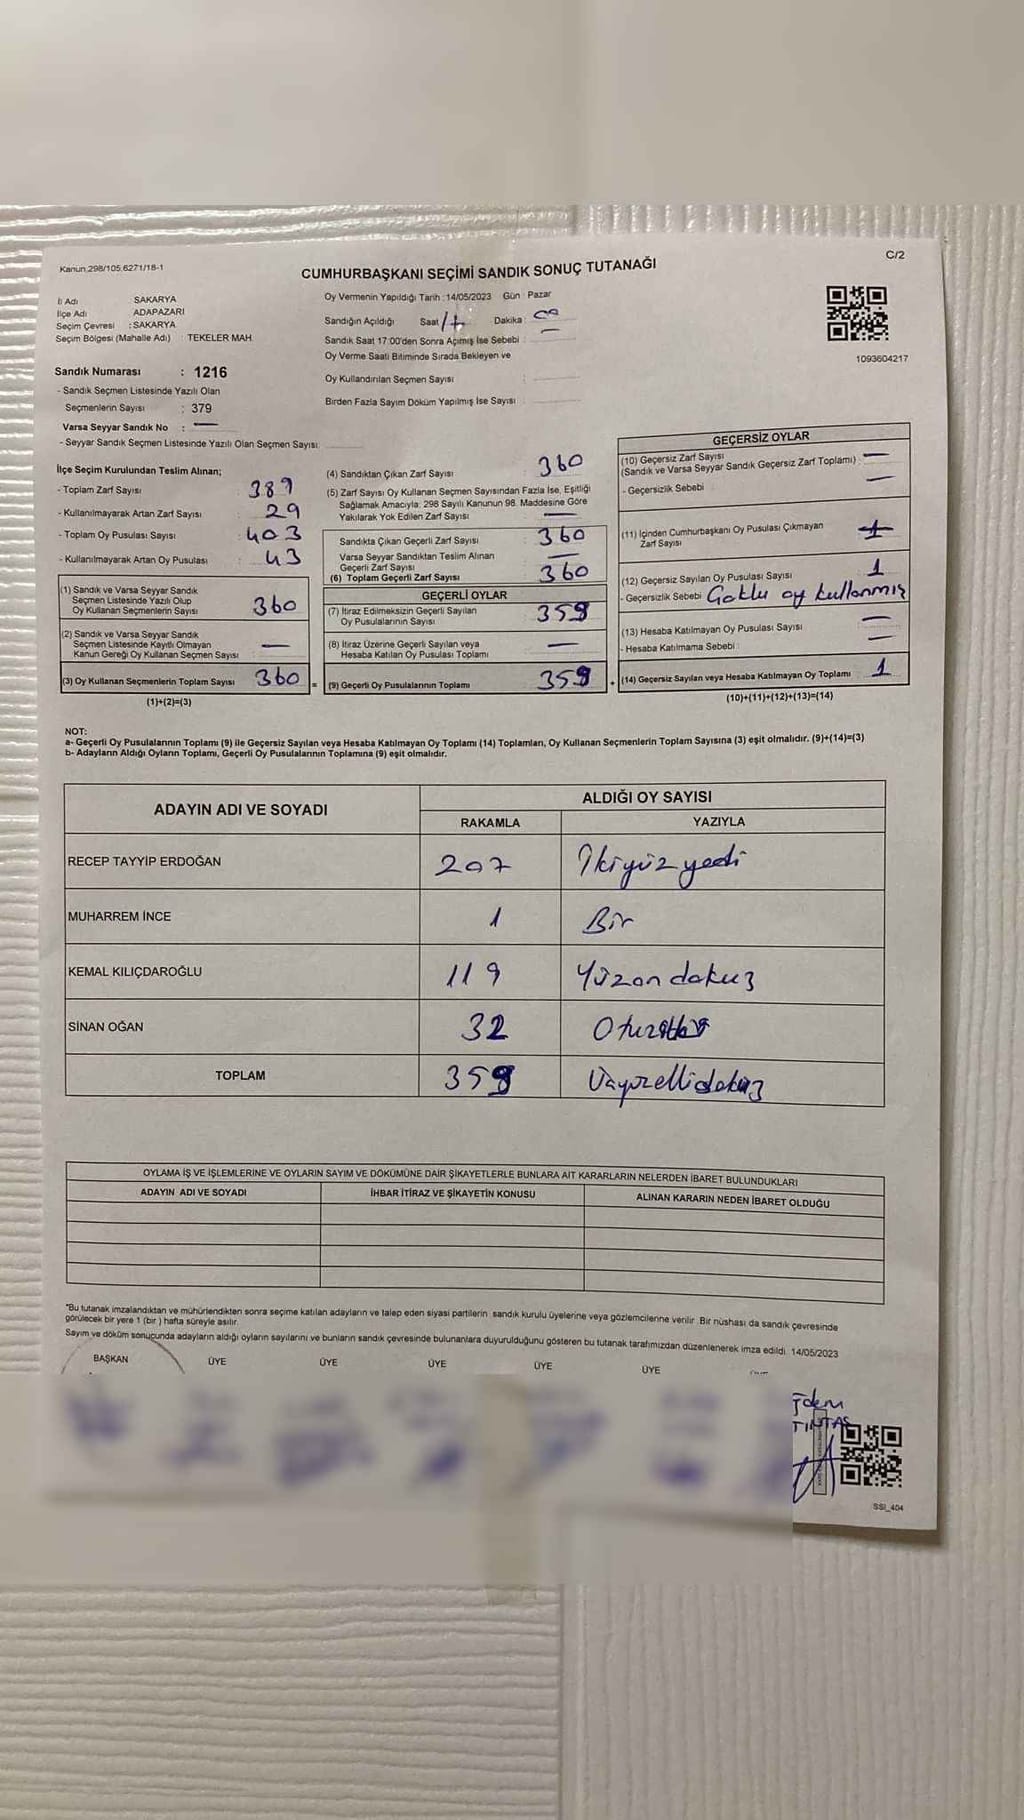 Kanun.298/105.6271/18-1
C/2
CUMHURBAŞKANI SEÇİMİ SANDIK SONUÇ TUTANAĞI
İl Adı SAKARYA
İlçe Adı ADAPAZARI
Seçim Çevresi : SAKARYA
Seçim Bölgesi (Mahalle Adı) TEKELER MAH.
Sandık Numarası : 1216
- Sandık Seçmen Listesinde Yazılı Olan
Seçmenlerin Sayısı : 379
Varsa Seyyar Sandık No : —
- Seyyar Sandık Seçmen Listesinde Yazılı Olan Seçmen Sayısı:
Oy Vermenin Yapıldığı Tarih :14/05/2023 Gün : Pazar
Sandığın Açıldığı Saat Dakika : 00
Sandık Saat 17:00'den Sonra Açımış İse Sebebi : —
Oy Verme Saati Bitiminde Sırada Bekleyen ve
Oy Kullandırılan Seçmen Sayısı :
Birden Fazla Sayım Döküm Yapılmış İse Sayısı :
1093604217
İlçe Seçim Kurulundan Teslim Alınan;
- Toplam Zarf Sayısı : 389
- Kullanılmayarak Artan Zarf Sayısı : 29
- Toplam Oy Pusulası Sayısı : 403
- Kullanılmayarak Artan Oy Pusulası : 43
(1) Sandık ve Varsa Seyyar Sandık
Seçmen Listesinde Yazılı Olup
Oy Kullanan Seçmenlerin Sayısı 360
(2) Sandık ve Varsa Seyyar Sandık
Seçmen Listesinde Kayıtlı Olmayan
Kanun Gereği Oy Kullanan Seçmen Sayısı —
(3) Oy Kullanan Seçmenlerin Toplam Sayısı 360 =
(1)+(2)=(3)
(4) Sandıktan Çıkan Zarf Sayısı : 360
(5) Zarf Sayısı Oy Kullanan Seçmen Sayısından Fazla İse, Eşitliği
Sağlamak Amacıyla; 298 Sayılı Kanunun 98. Maddesine Göre
Yakılarak Yok Edilen Zarf Sayısı —
Sandıkta Çıkan Geçerli Zarf Sayısı : 360
Varsa Seyyar Sandıktan Teslim Alınan
Geçerli Zarf Sayısı : —
(6) Toplam Geçerli Zarf Sayısı : 360
GEÇERLİ OYLAR
(7) İtiraz Edilmeksizin Geçerli Sayılan
Oy Pusulalarının Sayısı : 359
(8) İtiraz Üzerine Geçerli Sayılan veya
Hesaba Katılan Oy Pusulası Toplamı : —
(9) Geçerli Oy Pusulalarının Toplamı : 359 +
GEÇERSİZ OYLAR
(10) Geçersiz Zarf Sayısı
(Sandık ve Varsa Seyyar Sandık Geçersiz Zarf Toplamı) : —
- Geçersizlik Sebebi : —
(11) İçinden Cumhurbaşkanı Oy Pusulası Çıkmayan
Zarf Sayısı
(12) Geçersiz Sayılan Oy Pusulası Sayısı : 1
- Geçersizlik Sebebi Çoklu oy kullanmış
(13) Hesaba Katılmayan Oy Pusulası Sayısı : —
- Hesaba Katılmama Sebebi : —
(14) Geçersiz Sayılan veya Hesaba Katılmayan Oy Toplamı : 1
(10)+(11)+(12)+(13)=(14)
NOT:
a- Geçerli Oy Pusulalarının Toplamı (9) ile Geçersiz Sayılan veya Hesaba Katılmayan Oy Toplamı (14) Toplamları, Oy Kullanan Seçmenlerin Toplam Sayısına (3) eşit olmalıdır. (9)+(14)=(3)
b- Adayların Aldığı Oyların Toplamı, Geçerli Oy Pusulalarının Toplamına (9) eşit olmalıdır.
ADAYIN ADI VE SOYADI ALDIĞI OY SAYISI
RAKAMLA YAZIYLA
RECEP TAYYİP ERDOĞAN 207 İkiyüz yedi
MUHARREM İNCE 1 Bir
KEMAL KILIÇDAROĞLU 119 Yüzon dokuz
SİNAN OĞAN 32
TOPLAM 359 Üçyüzellidokuz
OYLAMA İŞ VE İŞLEMLERİNE VE OYLARIN SAYIM VE DÖKÜMÜNE DAİR ŞİKAYETLERLE BUNLARA AİT KARARLARIN NELERDEN İBARET BULUNDUKLARI
ADAYIN ADI VE SOYADI İHBAR İTİRAZ VE ŞİKAYETİN KONUSU ALINAN KARARIN NEDEN İBARET OLDUĞU
*Bu tutanak imzalandıktan ve mühürlendikten sonra seçime katılan adayların ve talep eden siyasi partilerin sandık kurulu üyelerine veya gözlemcilerine verilir. Bir nüshası da sandık çevresinde
görülecek bir yere 1 (bir) hafta süreyle asılır.
Sayım ve döküm sonucunda adayların aldığı oyların sayılarını ve bunların sandık çevresinde bulunanlara duyurulduğunu gösteren bu tutanak tarafımızdan düzenlenerek imza edildi. 14/05/2023
BAŞKAN ÜYE ÜYE ÜYE ÜYE ÜYE
SSI_404